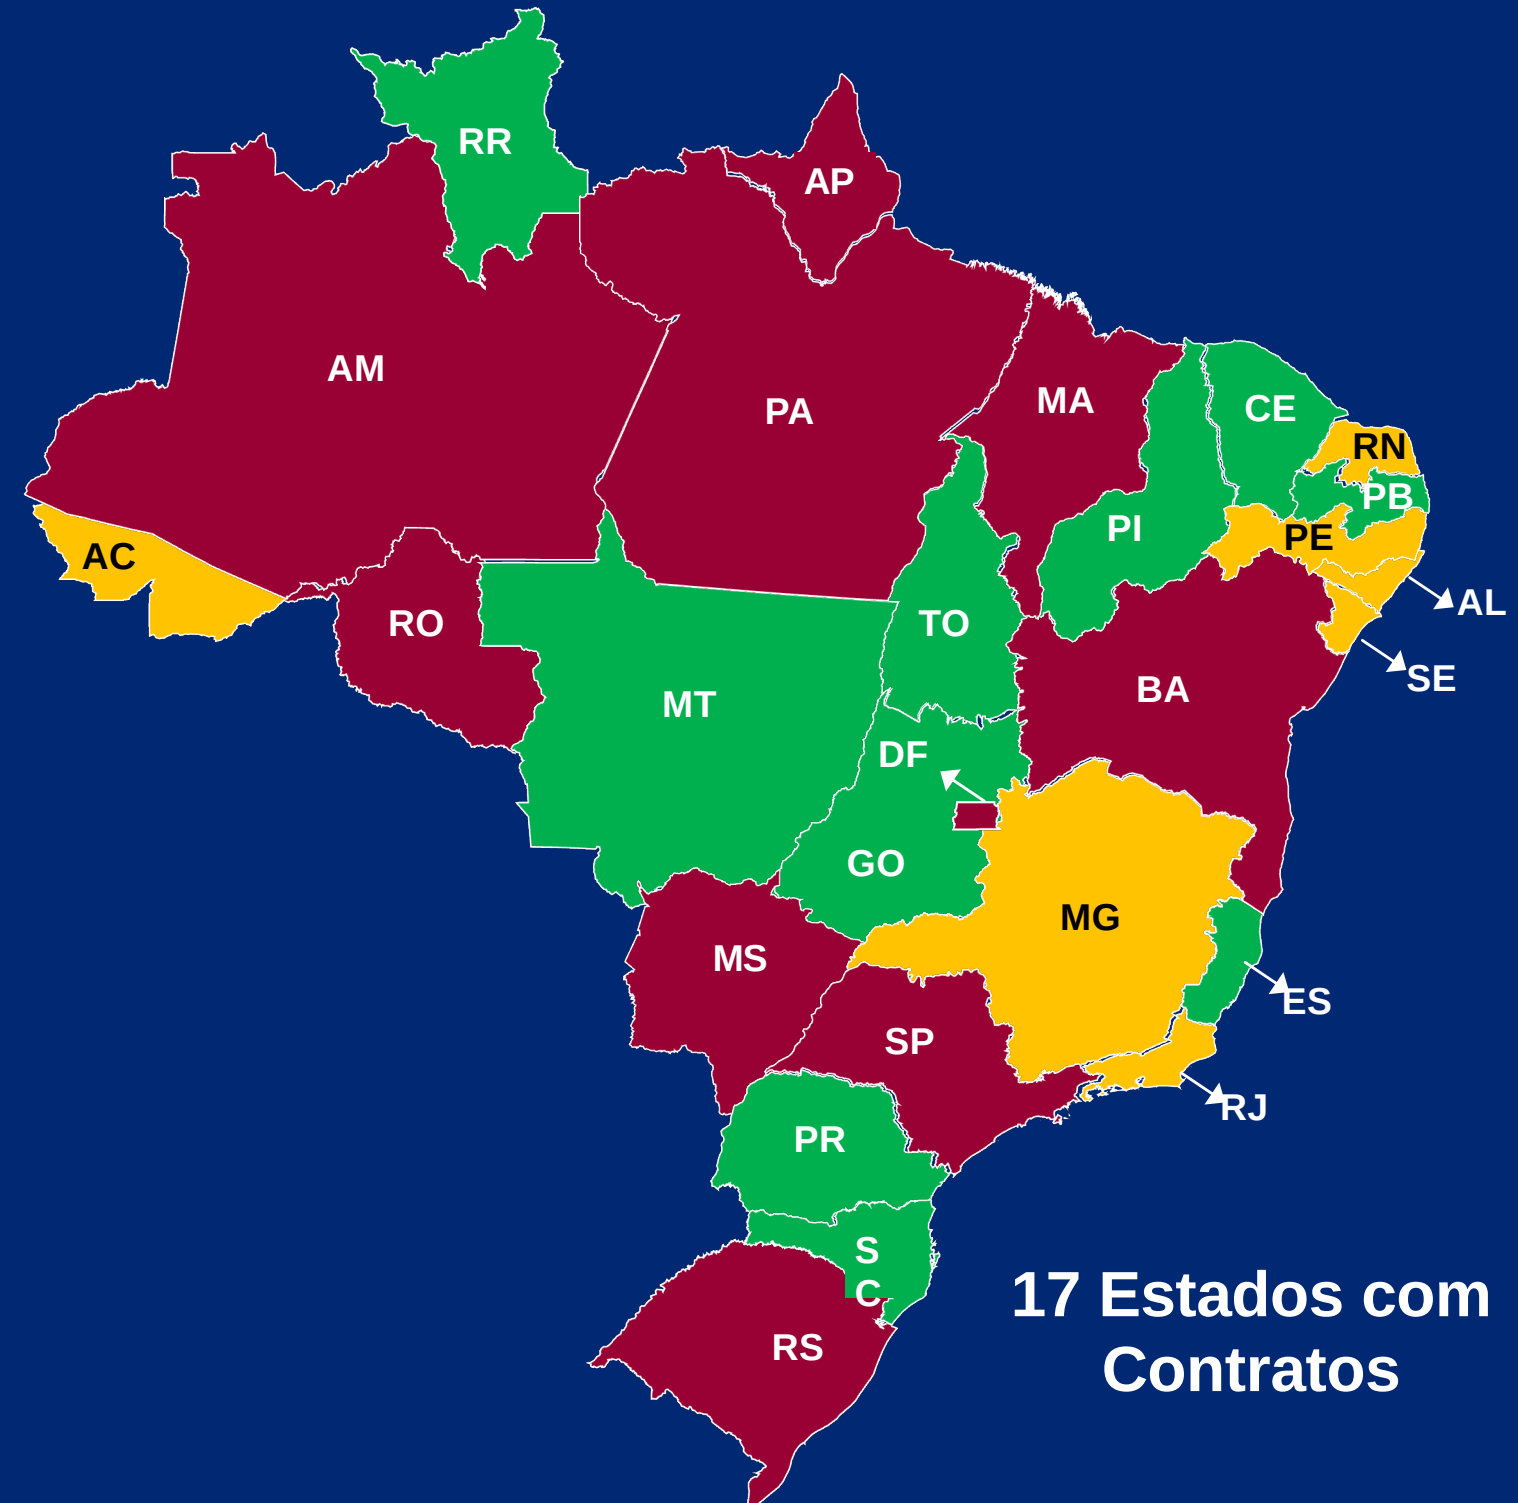 RR
AP
AM
PA
MA
CE
RN
PB
PI
PE
AC
AL
RO
TO
SE
BA
MT
DF
GO
MG
MS
ES
SP
RJ
PR
S
C
17 Estados com
Contratos
RS